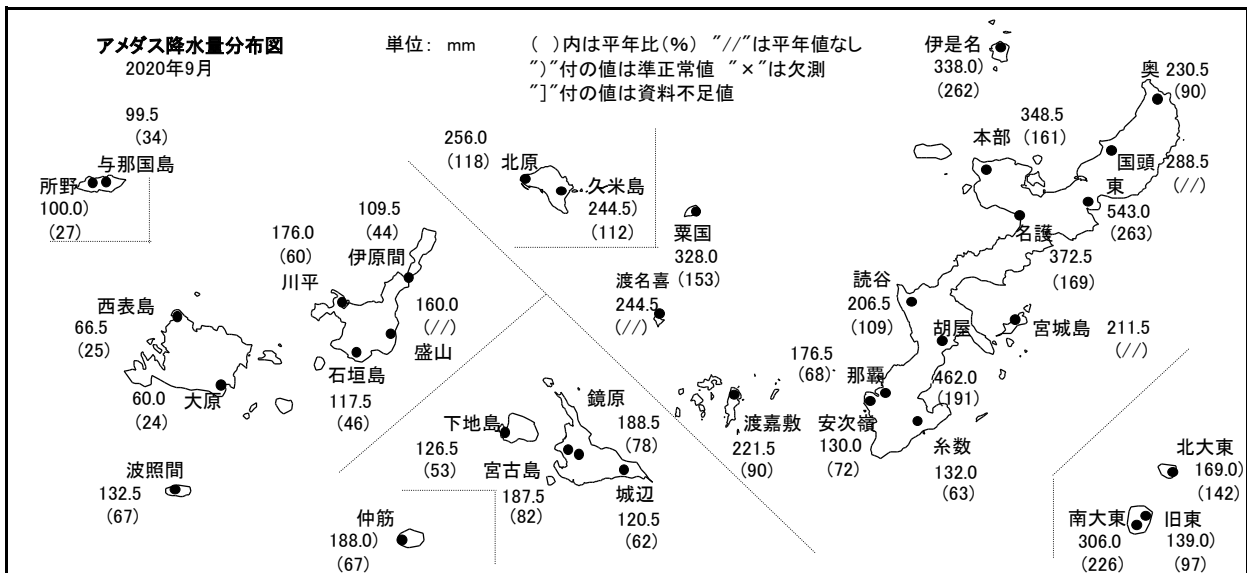 アメダス降水量分布図 単位： mm （ ）内は平年比（％） ″//″は平年値なし
2020年9月 ″)″付の値は準正常値 ″×″は欠測
″]″付の値は資料不足値
伊是名
338.0)
(262)
奥 230.5
(90)
348.5
本部 (161)
国頭 288.5
(//)
東
543.0
(263)
名護
372.5
(169)
99.5
(34)
与那国島
所野
100.0)
(27)
256.0
(118) 北原
久米島
244.5)
(112)
粟国
328.0
(153)
渡名喜
244.5
(//)
109.5
(44)
伊原間
176.0
(60)
川平
160.0
(//)
盛山
石垣島
117.5
(46)
西表島
66.5
(25)
60.0 大原
(24)
波照間
132.5
(67)
読谷
206.5
(109)
宮城島 211.5
(//)
胡屋
462.0
(191)
176.5
(68) 那覇
安次嶺
130.0
(72)
糸数
132.0
(63)
渡嘉敷
221.5
(90)
鏡原
188.5
(78)
下地島
126.5
(53)
宮古島
187.5
(82)
城辺
120.5
(62)
仲筋
188.0)
(67)
北大東
169.0)
(142)
南大東 旧東
306.0 139.0)
(226) (97)